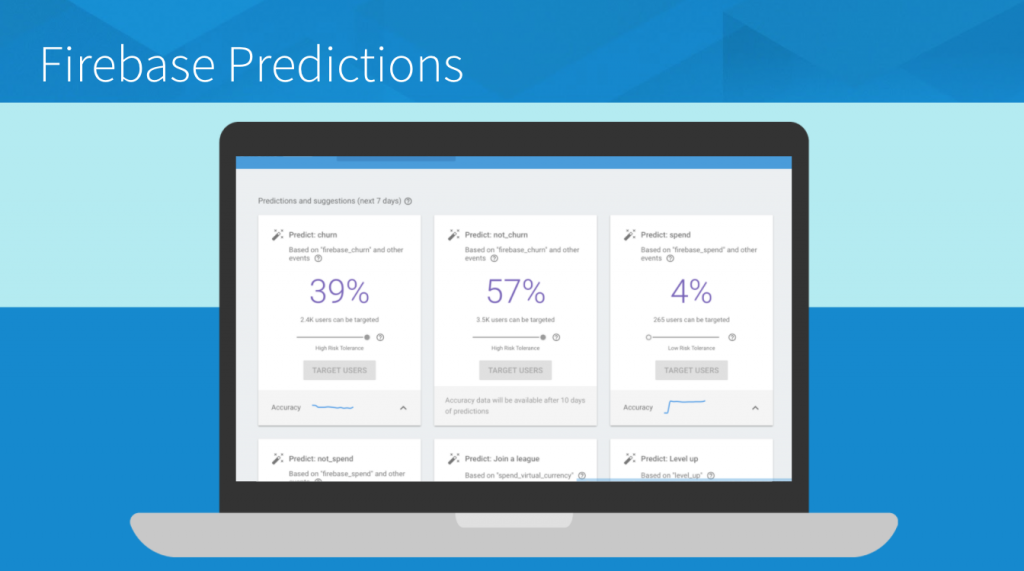 Firebase Predictions
Predictions and suggestions (next 7 days)
Predict: churn
Based on "firebase_churn" and other
events
39%
2.4K users can be targeted
High Risk Tolerance
TARGET USERS
Accuracy
Predict: not_churn
Based on "firebase_churn" and other
events
57%
3.5K users can be targeted
High Risk Tolerance
TARGET USERS
Accuracy data will be available after 10 days
of predictions
Predict: spend
Based on "firebase_spend" and other
events
4%
265 users can be targeted
Low Risk Tolerance
TARGET USERS
Accuracy
Predict: not_spend
Based on "firebase_spend" and other
Predict: Join a league
Based on "spend_virtual_currency"
Predict: Level up
Based on "level_up"